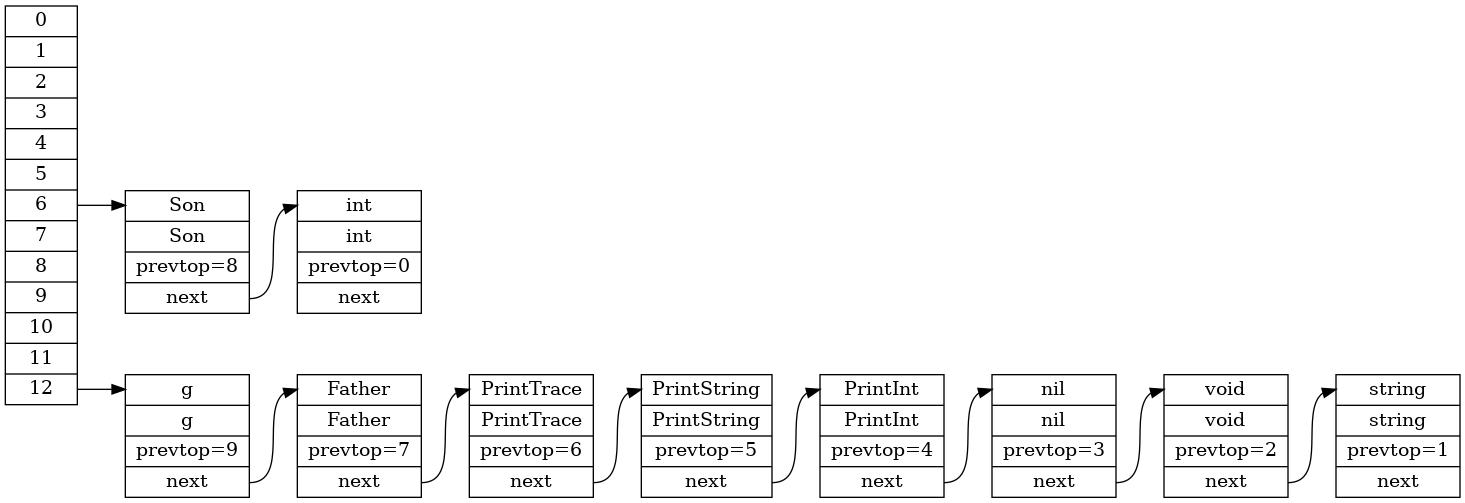 0
1
2
3
4
5
6
7
8
9
10
11
12
Son
Son
prevtop=8
next
int
int
prevtop=0
next
g
g
prevtop=9
next
Father
Father
prevtop=7
next
PrintTrace
PrintTrace
prevtop=6
next
PrintString
PrintString
prevtop=5
next
PrintInt
PrintInt
prevtop=4
next
nil
nil
prevtop=3
next
void
void
prevtop=2
next
string
string
prevtop=1
next